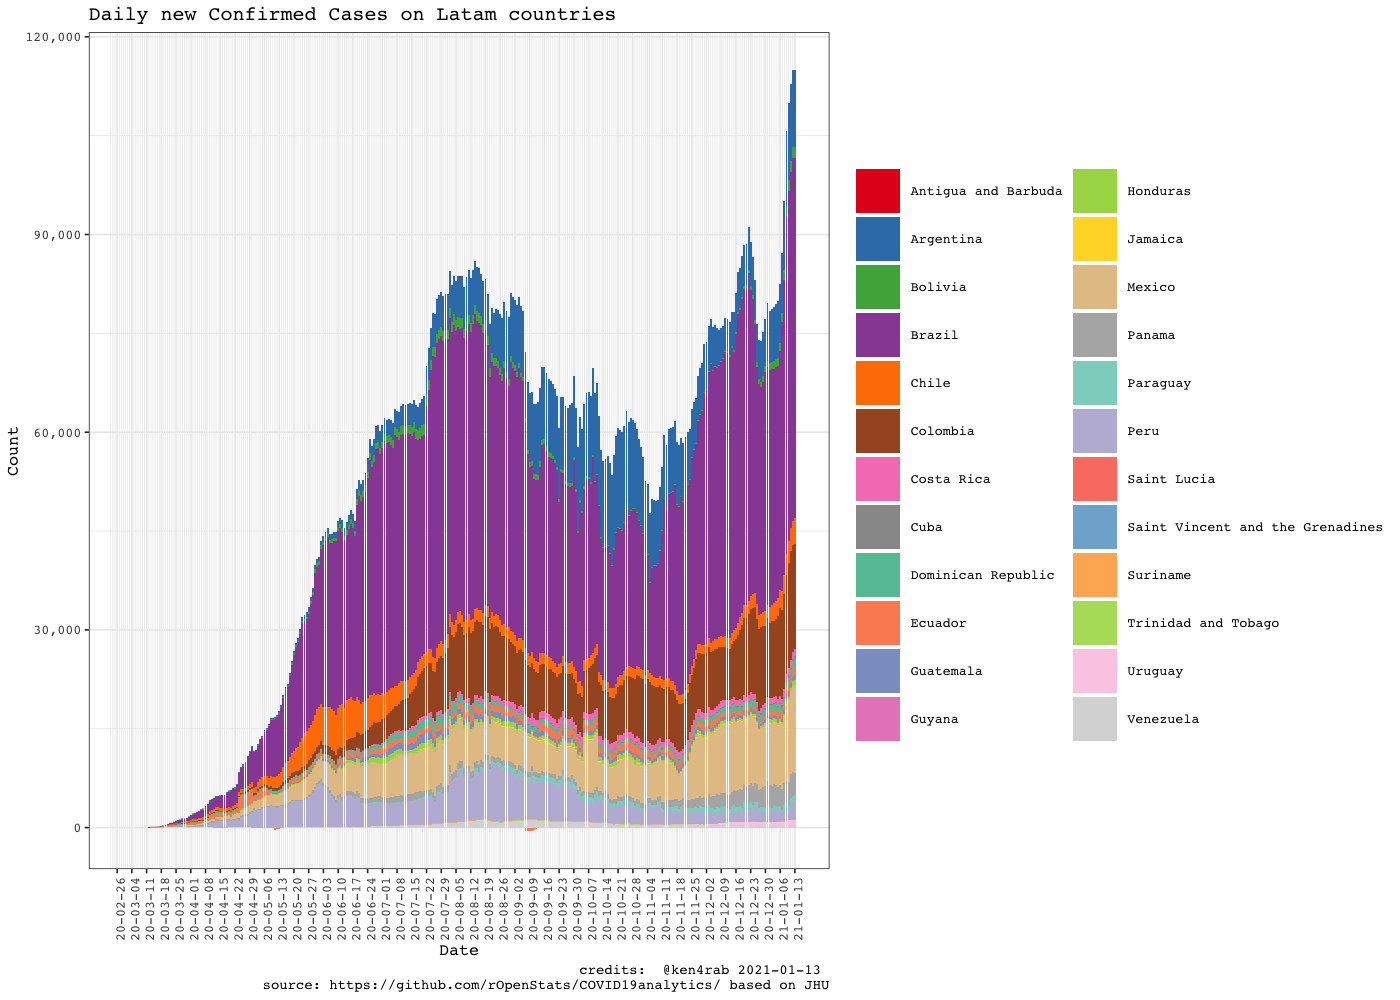 Daily new Confirmed Cases on Latam countries
120,000
90,000
60,000
30,000
0
Count
20-02-26
20-03-04
20-03-11
20-03-18
20-03-25
20-04-01
20-04-08
20-04-15
20-04-22
20-04-29
20-05-06
20-05-13
20-05-20
20-05-27
20-06-03
20-06-10
20-06-17
20-06-24
20-07-01
20-07-08
20-07-15
20-07-22
20-07-29
20-08-05
20-08-12
20-08-19
20-08-26
20-09-02
20-09-09
20-09-16
20-09-23
20-09-30
20-10-07
20-10-14
20-10-21
20-10-28
20-11-04
20-11-11
20-11-18
20-11-25
20-12-02
20-12-09
20-12-16
20-12-23
20-12-30
21-01-06
21-01-13
Date
Antigua and Barbuda
Argentina
Bolivia
Brazil
Chile
Colombia
Costa Rica
Cuba
Dominican Republic
Ecuador
Guatemala
Guyana
Honduras
Jamaica
Mexico
Panama
Paraguay
Peru
Saint Lucia
Saint Vincent and the Grenadines
Suriname
Trinidad and Tobago
Uruguay
Venezuela
credits:  @ken4rab 2021-01-13
source: https://github.com/rOpenStats/COVID19analytics/ based on JHU